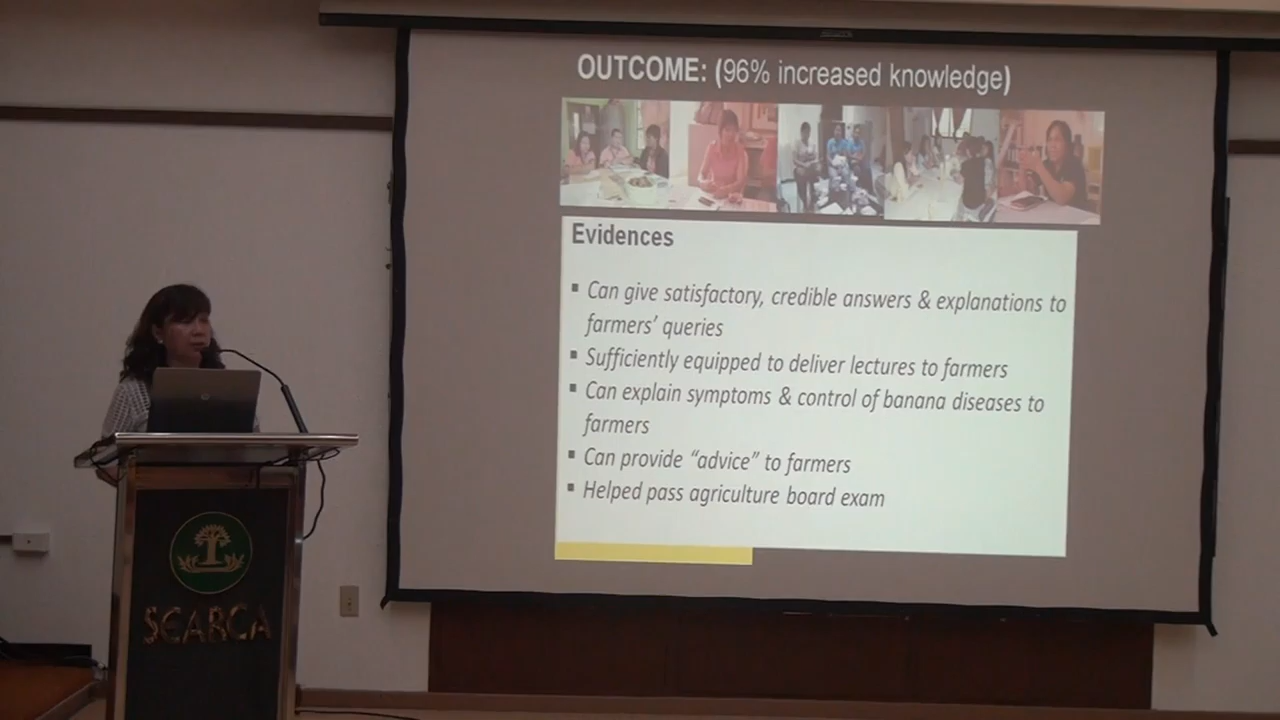 OUTCOME: (96% increased knowledge)
Evidences
▪ Can give satisfactory, credible answers & explanations to
farmers’ queries
▪ Sufficiently equipped to deliver lectures to farmers
▪ Can explain symptoms & control of banana diseases to
farmers
▪ Can provide “advice” to farmers
▪ Helped pass agriculture board exam
SEARCA